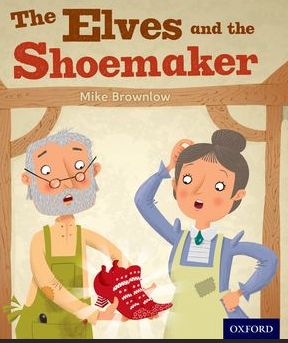 The Elves and the
Shoemaker
Mike Brownlow
OXFORD